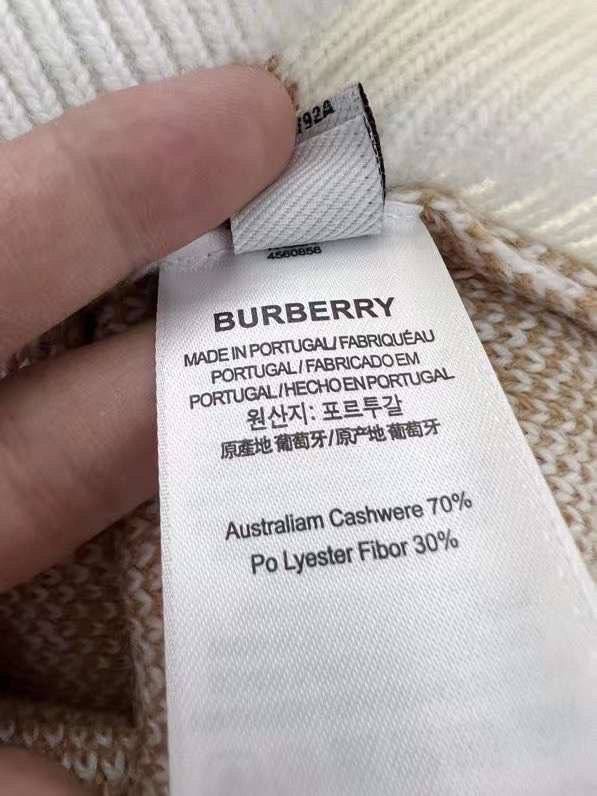 792A
4560856
BURBERRY
MADE IN PORTUGAL/FABRIQUÉAU
PORTUGAL/FABRICADO EM
PORTUGAL/HECHO EN PORTUGAL
원산지: 포르투갈
原產地 葡萄牙/原产地 葡萄牙
Australiam Cashwere 70%
Po Lyester Fibor 30%